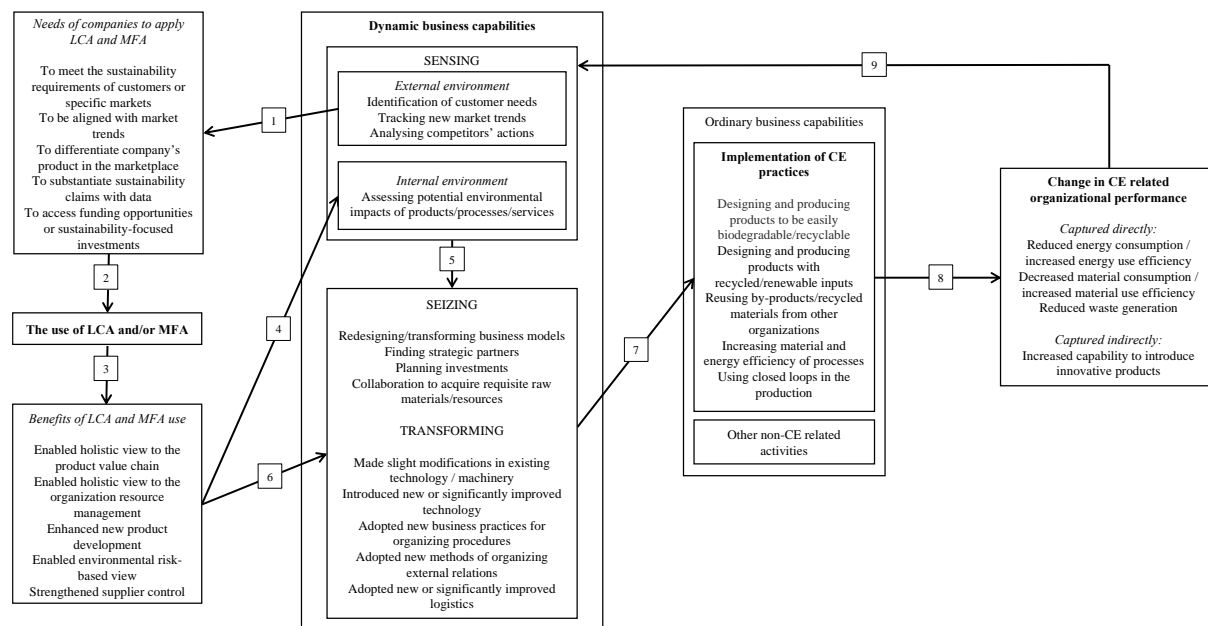 Needs of companies to apply
LCA and MFA
To meet the sustainability
requirements of customers or
specific markets
To be aligned with market
trends
To differentiate company's
product in the marketplace
To substantiate sustainability
claims with data
To access funding opportunities
or sustainability-focused
investments
2
The use of LCA and/or MFA
3
Benefits of LCA and MFA use
Enabled holistic view to the
product value chain
Enabled holistic view to the
organization resource
management
Enhanced new product
development
Enabled environmental risk-
based view
Strengthened supplier control
1
4
6
Dynamic business capabilities
SENSING
External environment
Identification of customer needs
Tracking new market trends
Analysing competitors' actions
Internal environment
Assessing potential environmental
impacts of products/processes/services
5
SEIZING
Redesigning/transforming business models
Finding strategic partners
Planning investments
Collaboration to acquire requisite raw
materials/resources
TRANSFORMING
Made slight modifications in existing
technology / machinery
Introduced new or significantly improved
technology
Adopted new business practices for
organizing procedures
Adopted new methods of organizing
external relations
Adopted new or significantly improved
logistics
7
Ordinary business capabilities
Implementation of CE
practices
Designing and producing
products to be easily
biodegradable/recyclable
Designing and producing
products with
recycled/renewable inputs
Reusing by-products/recycled
materials from other
organizations
Increasing material and
energy efficiency of processes
Using closed loops in the
production
Other non-CE related
activities
8
9
Change in CE related
organizational performance
Captured directly:
Reduced energy consumption /
increased energy use efficiency
Decreased material consumption /
increased material use efficiency
Reduced waste generation
Captured indirectly:
Increased capability to introduce
innovative products